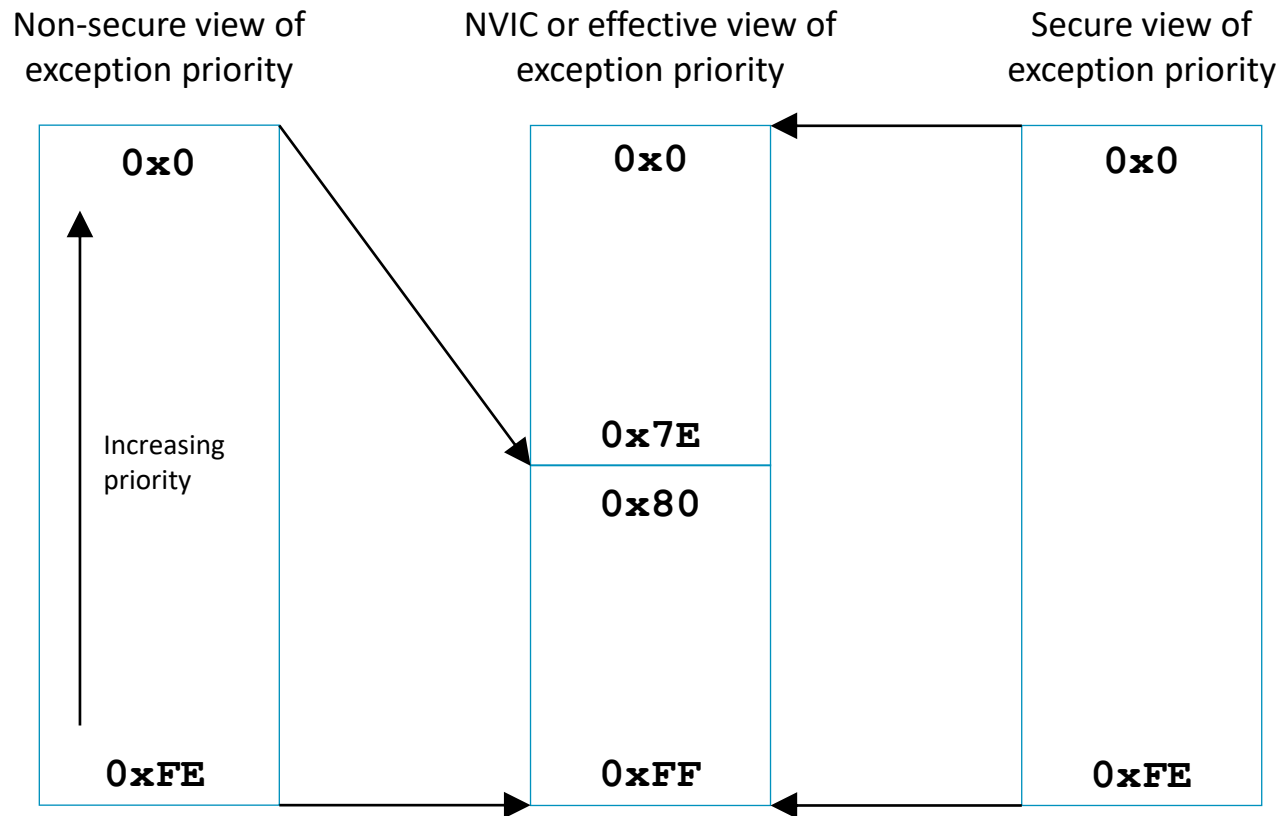 Non-secure view of
exception priority
NVIC or effective view of
exception priority
Secure view of
exception priority
0x0
0x0
0x0
Increasing
priority
0x7E
0x80
0xFE
0xFF
0xFE